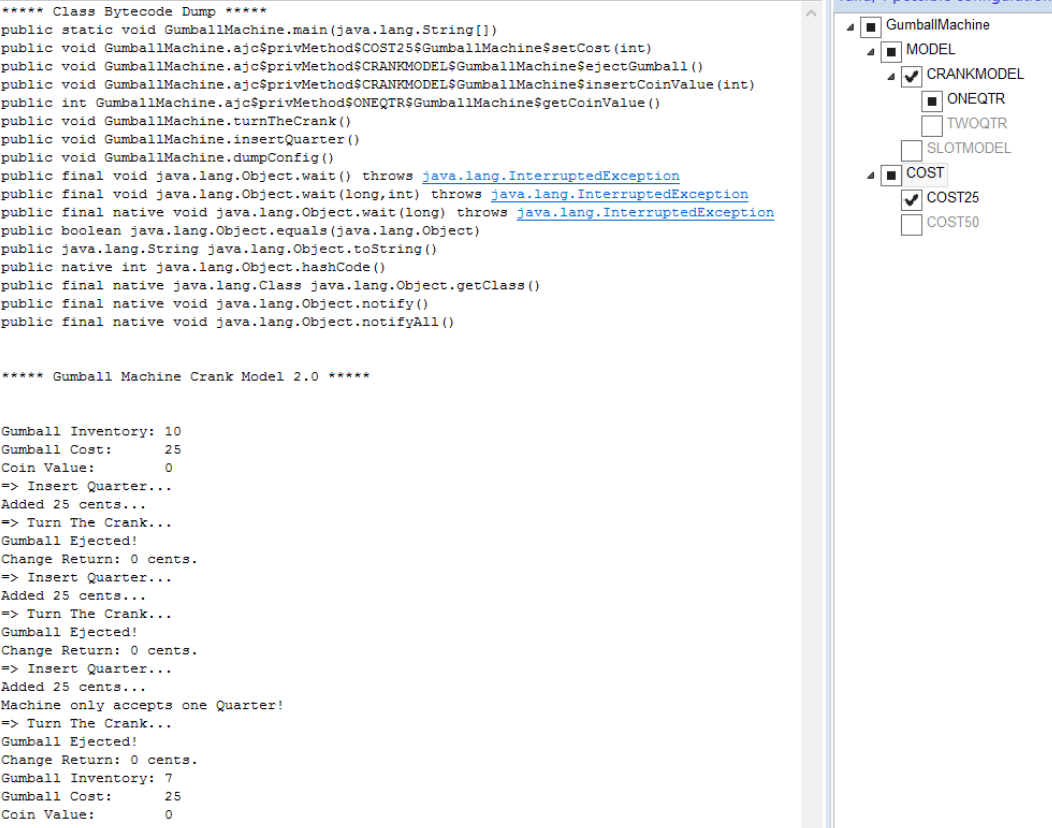 ***** Class Bytecode Dump *****
public static void GumballMachine.main(java.lang.String[])
public void GumballMachine.ajc$privMethod$COST25$GumballMachine$setCost(int)
public void GumballMachine.ajc$privMethod$CRANKMODEL$GumballMachine$ejectGumball()
public void GumballMachine.ajc$privMethod$CRANKMODEL$GumballMachine$insertCoinValue(int)
public int GumballMachine.ajc$privMethod$ONEQTR$GumballMachine$getCoinValue()
public void GumballMachine.turnTheCrank()
public void GumballMachine.insertQuarter()
public void GumballMachine.dumpConfig()
public final void java.lang.Object.wait() throws java.lang.InterruptedException
public final void java.lang.Object.wait(long,int) throws java.lang.InterruptedException
public final native void java.lang.Object.wait(long) throws java.lang.InterruptedException
public boolean java.lang.Object.equals(java.lang.Object)
public java.lang.String java.lang.Object.toString()
public native int java.lang.Object.hashCode()
public final native java.lang.Class java.lang.Object.getClass()
public final native void java.lang.Object.notify()
public final native void java.lang.Object.notifyAll()
***** Gumball Machine Crank Model 2.0 *****
Gumball Inventory: 10
Gumball Cost: 25
Coin Value: 0
=> Insert Quarter...
Added 25 cents...
=> Turn The Crank...
Gumball Ejected!
Change Return: 0 cents.
=> Insert Quarter...
Added 25 cents...
=> Turn The Crank...
Gumball Ejected!
Change Return: 0 cents.
=> Insert Quarter...
Added 25 cents...
Machine only accepts one Quarter!
=> Turn The Crank...
Gumball Ejected!
Change Return: 0 cents.
Gumball Inventory: 7
Gumball Cost: 25
Coin Value: 0
GumballMachine
MODEL
CRANKMODEL
ONEQTR
TWOQTR
SLOTMODEL
COST
COST25
COST50